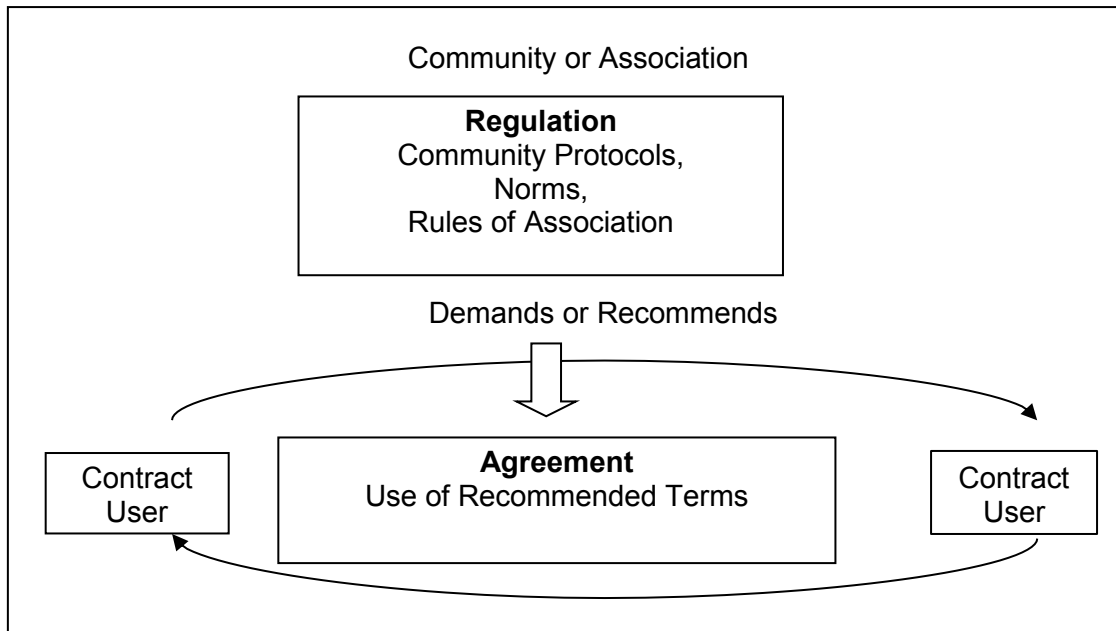 Community or Association
Regulation
Community Protocols,
Norms,
Rules of Association
Demands or Recommends
Contract
User
Agreement
Use of Recommended Terms
Contract
User